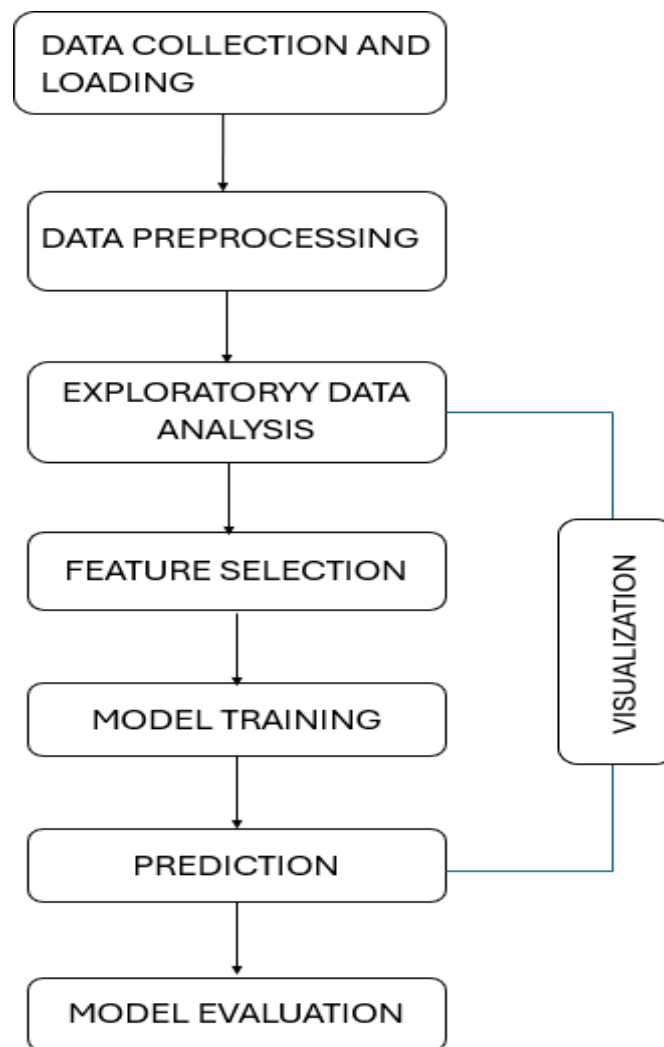 DATA COLLECTION AND
LOADING
DATA PREPROCESSING
EXPLORATORYY DATA
ANALYSIS
FEATURE SELECTION
VISUALIZATION
MODEL TRAINING
PREDICTION
MODEL EVALUATION